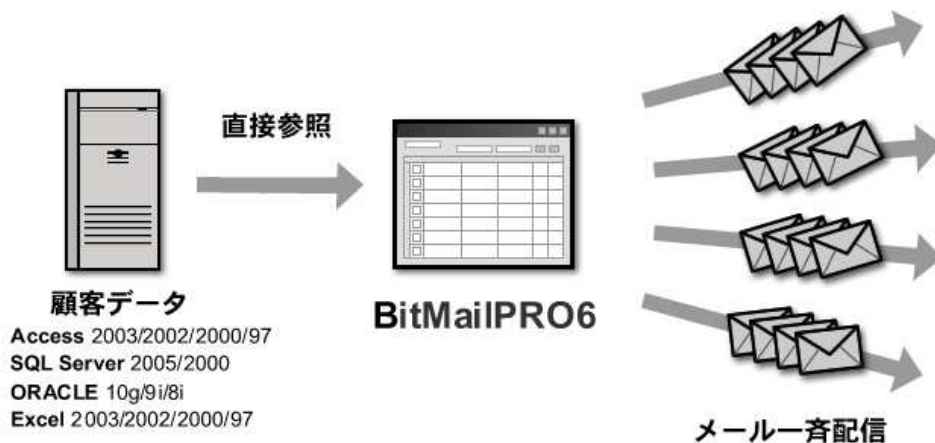 直接参照
顧客データ
Access 2003/2002/2000/97
SQL Server 2005/2000
ORACLE 10g/9i/8i
Excel 2003/2002/2000/97
BitMailPRO6
メール一斉配信